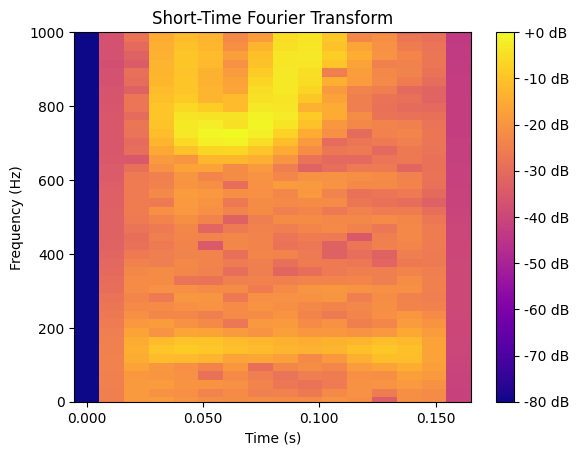 Short-Time Fourier Transform
Frequency (Hz)
1000
800
600
400
200
0
0.000
0.050
0.100
0.150
Time (s)
+0 dB
-10 dB
-20 dB
-30 dB
-40 dB
-50 dB
-60 dB
-70 dB
-80 dB